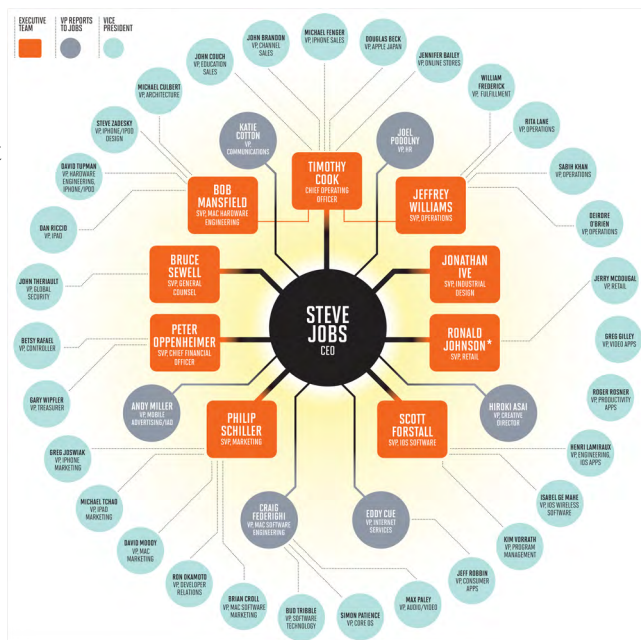 EXECUTIVE
TEAM
VP REPORTS
TO JOBS
VICE
PRESIDENT
JOHN BRANDON
VP, CHANNEL
SALES
MICHAEL FENGER
VP, IPHONE SALES
DOUGLAS BECK
VP, APPLE JAPAN
JENNIFER BAILEY
VP, ONLINE STORES
JOHN COUCH
VP, EDUCATION
SALES
WILLIAM
FREDERICK
VP, FULFILLMENT
MICHAEL CULBERT
VP, ARCHITECTURE
RITA LANE
VP, OPERATIONS
STEVE ZADESKY
VP, IPHONE/IPOD
DESIGN
KATIE
COTTON
VP,
COMMUNICATIONS
JOEL
PODOLNY
VP, HR
SABIH KHAN
VP, OPERATIONS
DAVID TUPMAN
VP, HARDWARE
ENGINEERING,
IPHONE/IPOD
TIMOTHY
COOK
CHIEF OPERATING
OFFICER
BOB
MANSFIELD
SVP, MAC HARDWARE
ENGINEERING
JEFFREY
WILLIAMS
SVP, OPERATIONS
DEIRDRE
O'BRIEN
VP, OPERATIONS
DAN RICCIO
VP, IPAD
BRUCE
SEWELL
SVP, GENERAL
COUNSEL
JONATHAN
IVE
SVP, INDUSTRIAL
DESIGN
JOHN THERIAULT
VP, GLOBAL
SECURITY
JERRY MCDOUGAL
VP, RETAIL
STEVE
JOBS
CEO
PETER
OPPENHEIMER
SVP, CHIEF FINANCIAL
OFFICER
RONALD
JOHNSON*
SVP, RETAIL
BETSY RAFAEL
VP, CONTROLLER
GREG GILLEY
VP, VIDEO APPS
GARY WIPFLER
VP, TREASURER
ANDY MILLER
VP, MOBILE
ADVERTISING/IAD
HIROKI ASAI
VP, CREATIVE
DIRECTOR
ROGER ROSNER
VP, PRODUCTIVITY
APPS
PHILIP
SCHILLER
SVP, MARKETING
SCOTT
FORSTALL
SVP, IOS SOFTWARE
GREG JOSWIAK
VP, IPHONE
MARKETING
HENRI LAMIRAUX
VP, ENGINEERING,
IOS APPS
MICHAEL TCHAO
VP, IPAD
MARKETING
ISABEL GE MAHE
VP, IOS WIRELESS
SOFTWARE
CRAIG
FEDERIGHI
VP, MAC SOFTWARE
ENGINEERING
EDDY CUE
VP, INTERNET
SERVICES
DAVID MOODY
VP, MAC
MARKETING
KIM VORRATH
VP, PROGRAM
MANAGEMENT
RON OKAMOTO
VP, DEVELOPER
RELATIONS
JEFF ROBBIN
VP, CONSUMER
APPS
BRIAN CROLL
VP, MAC SOFTWARE
MARKETING
BUD TRIBBLE
VP, SOFTWARE
TECHNOLOGY
SIMON PATIENCE
VP, CORE OS
MAX PALEY
VP, AUDIO/VIDEO